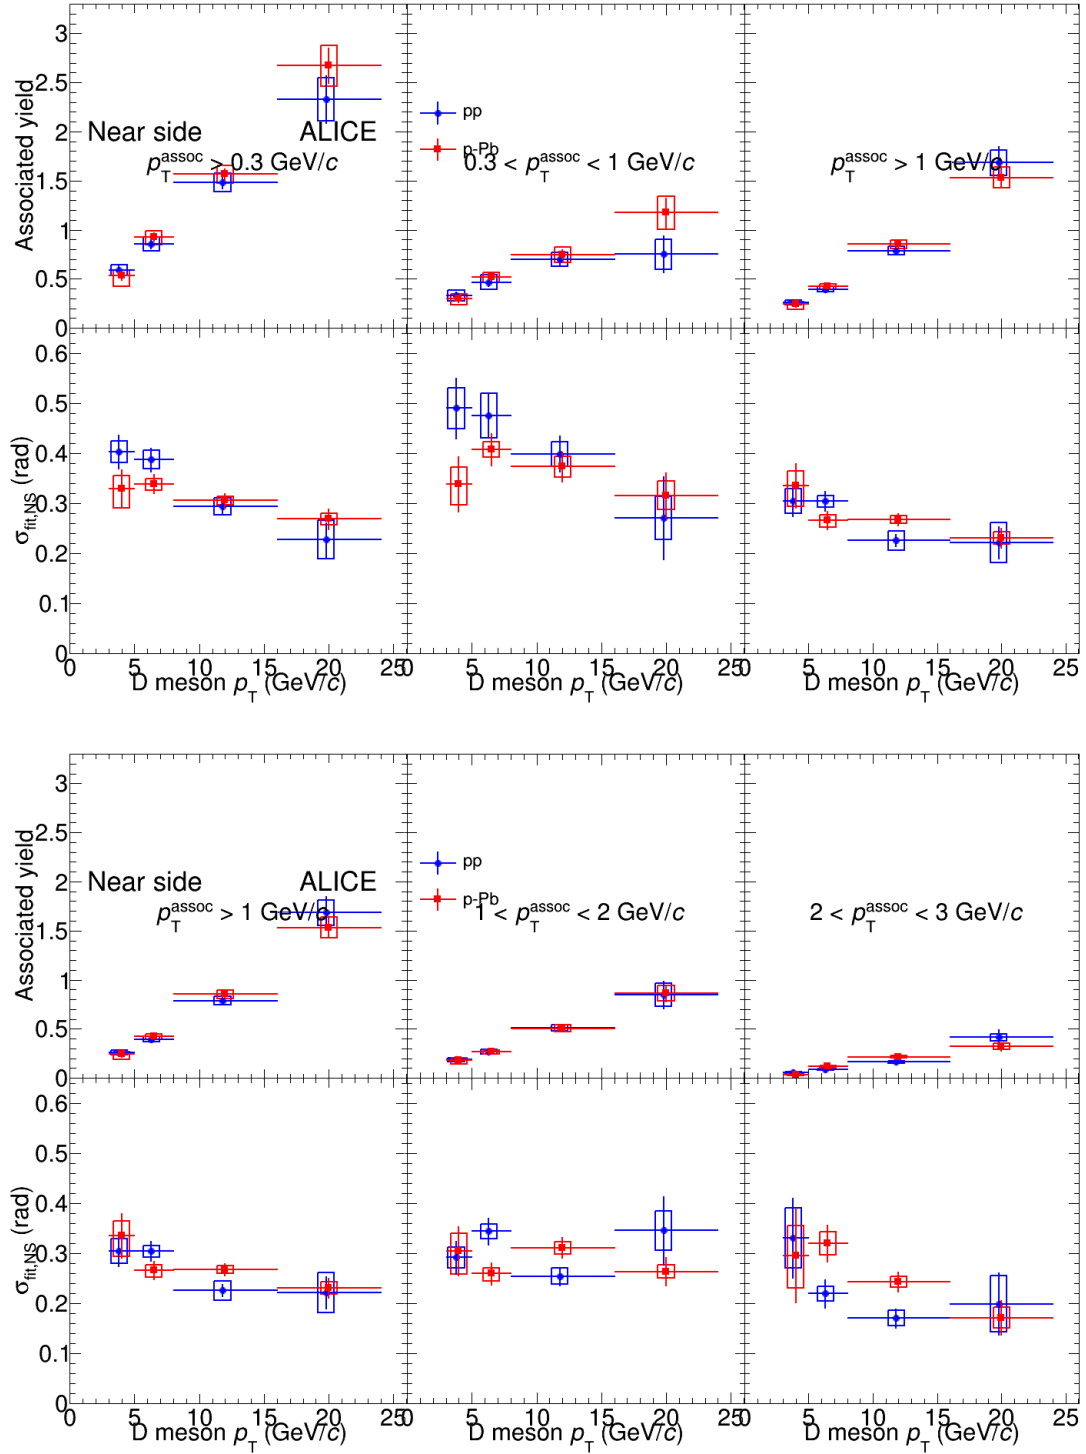 3
2.5
2
1.5
1
0.5
0
Associated yield
Near side ALICE
p_T^assoc > 0.3 GeV/c
pp
p-Pb
0.3 < p_T^assoc < 1 GeV/c
p_T^assoc > 1 GeV/c
0.6
0.5
0.4
0.3
0.2
0.1
0
σ_fit,NS (rad)
5 10 15 20 25
5 10 15 20 25
5 10 15 20 25
D meson p_T (GeV/c)
D meson p_T (GeV/c)
D meson p_T (GeV/c)
3
2.5
2
1.5
1
0.5
0
Associated yield
Near side ALICE
p_T^assoc > 1 GeV/c
pp
p-Pb
1 < p_T^assoc < 2 GeV/c
2 < p_T^assoc < 3 GeV/c
0.6
0.5
0.4
0.3
0.2
0.1
0
σ_fit,NS (rad)
0 5 10 15 20 25
0 5 10 15 20 25
0 5 10 15 20 25
D meson p_T (GeV/c)
D meson p_T (GeV/c)
D meson p_T (GeV/c)